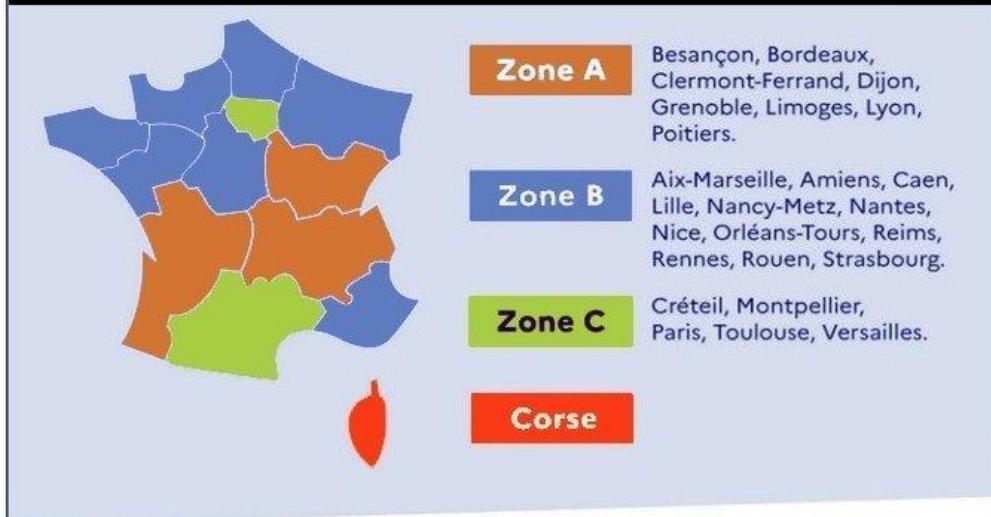 Zone A
Besançon, Bordeaux,
Clermont-Ferrand, Dijon,
Grenoble, Limoges, Lyon,
Poitiers.
Zone B
Aix-Marseille, Amiens, Caen,
Lille, Nancy-Metz, Nantes,
Nice, Orléans-Tours, Reims,
Rennes, Rouen, Strasbourg.
Zone C
Créteil, Montpellier,
Paris, Toulouse, Versailles.
Corse